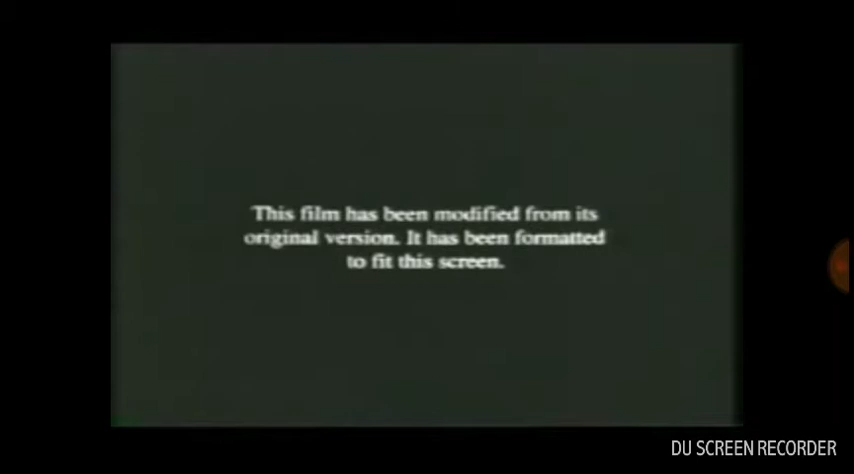 This film has been modified from its
original version. It has been formatted
to fit this screen.
DU SCREEN RECORDER